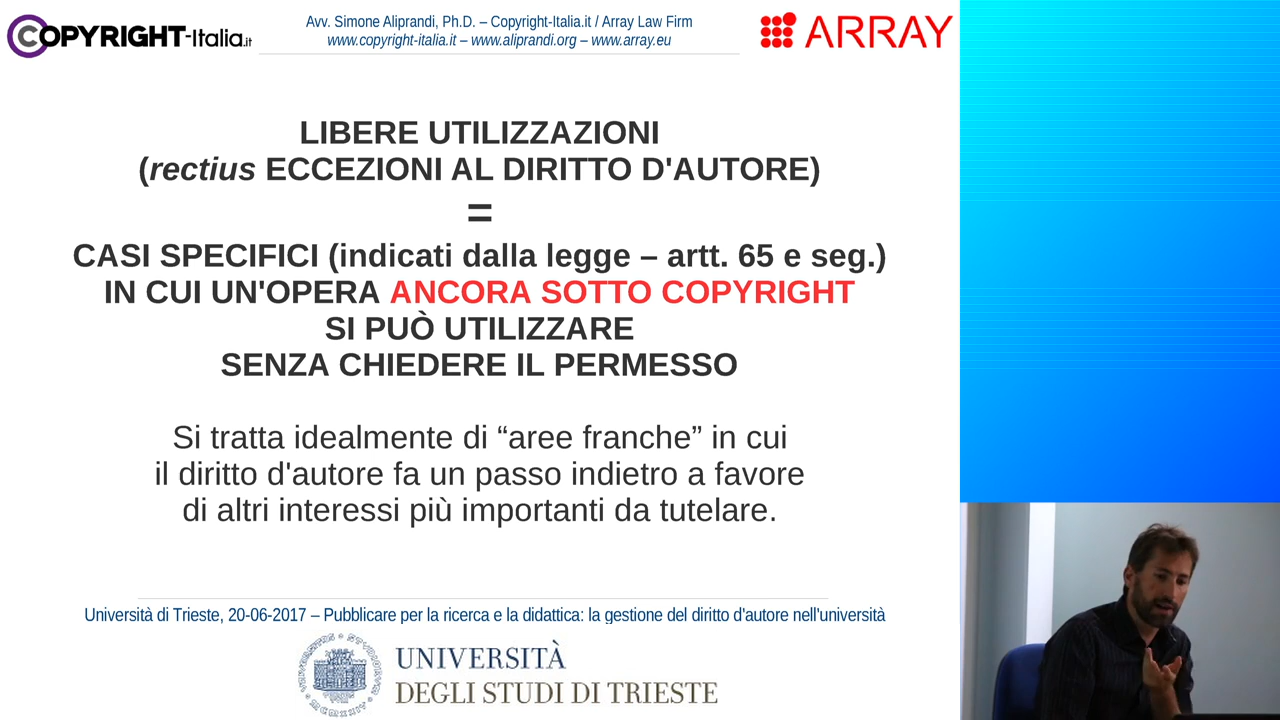 COPYRIGHT-Italia.it
Avv. Simone Aliprandi, Ph.D. – Copyright-Italia.it / Array Law Firm
www.copyright-italia.it – www.aliprandi.org – www.array.eu
ARRAY
LIBERE UTILIZZAZIONI
(rectius ECCEZIONI AL DIRITTO D'AUTORE)
=
CASI SPECIFICI (indicati dalla legge – artt. 65 e seg.)
IN CUI UN'OPERA ANCORA SOTTO COPYRIGHT
SI PUÒ UTILIZZARE
SENZA CHIEDERE IL PERMESSO
Si tratta idealmente di “aree franche” in cui
il diritto d'autore fa un passo indietro a favore
di altri interessi più importanti da tutelare.
Università di Trieste, 20-06-2017 – Pubblicare per la ricerca e la didattica: la gestione del diritto d'autore nell'università
UNIVERSITÀ
DEGLI STUDI DI TRIESTE